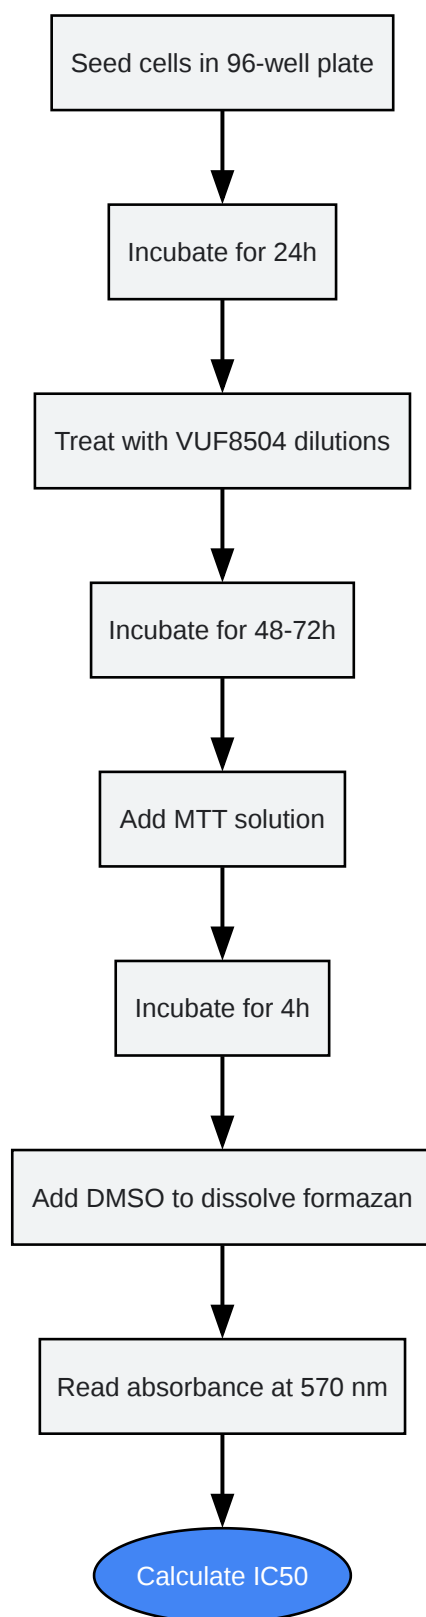 Seed cells in 96-well plate
Incubate for 24h
Treat with VUF8504 dilutions
Incubate for 48-72h
Add MTT solution
Incubate for 4h
Add DMSO to dissolve formazan
Read absorbance at 570 nm
Calculate IC50